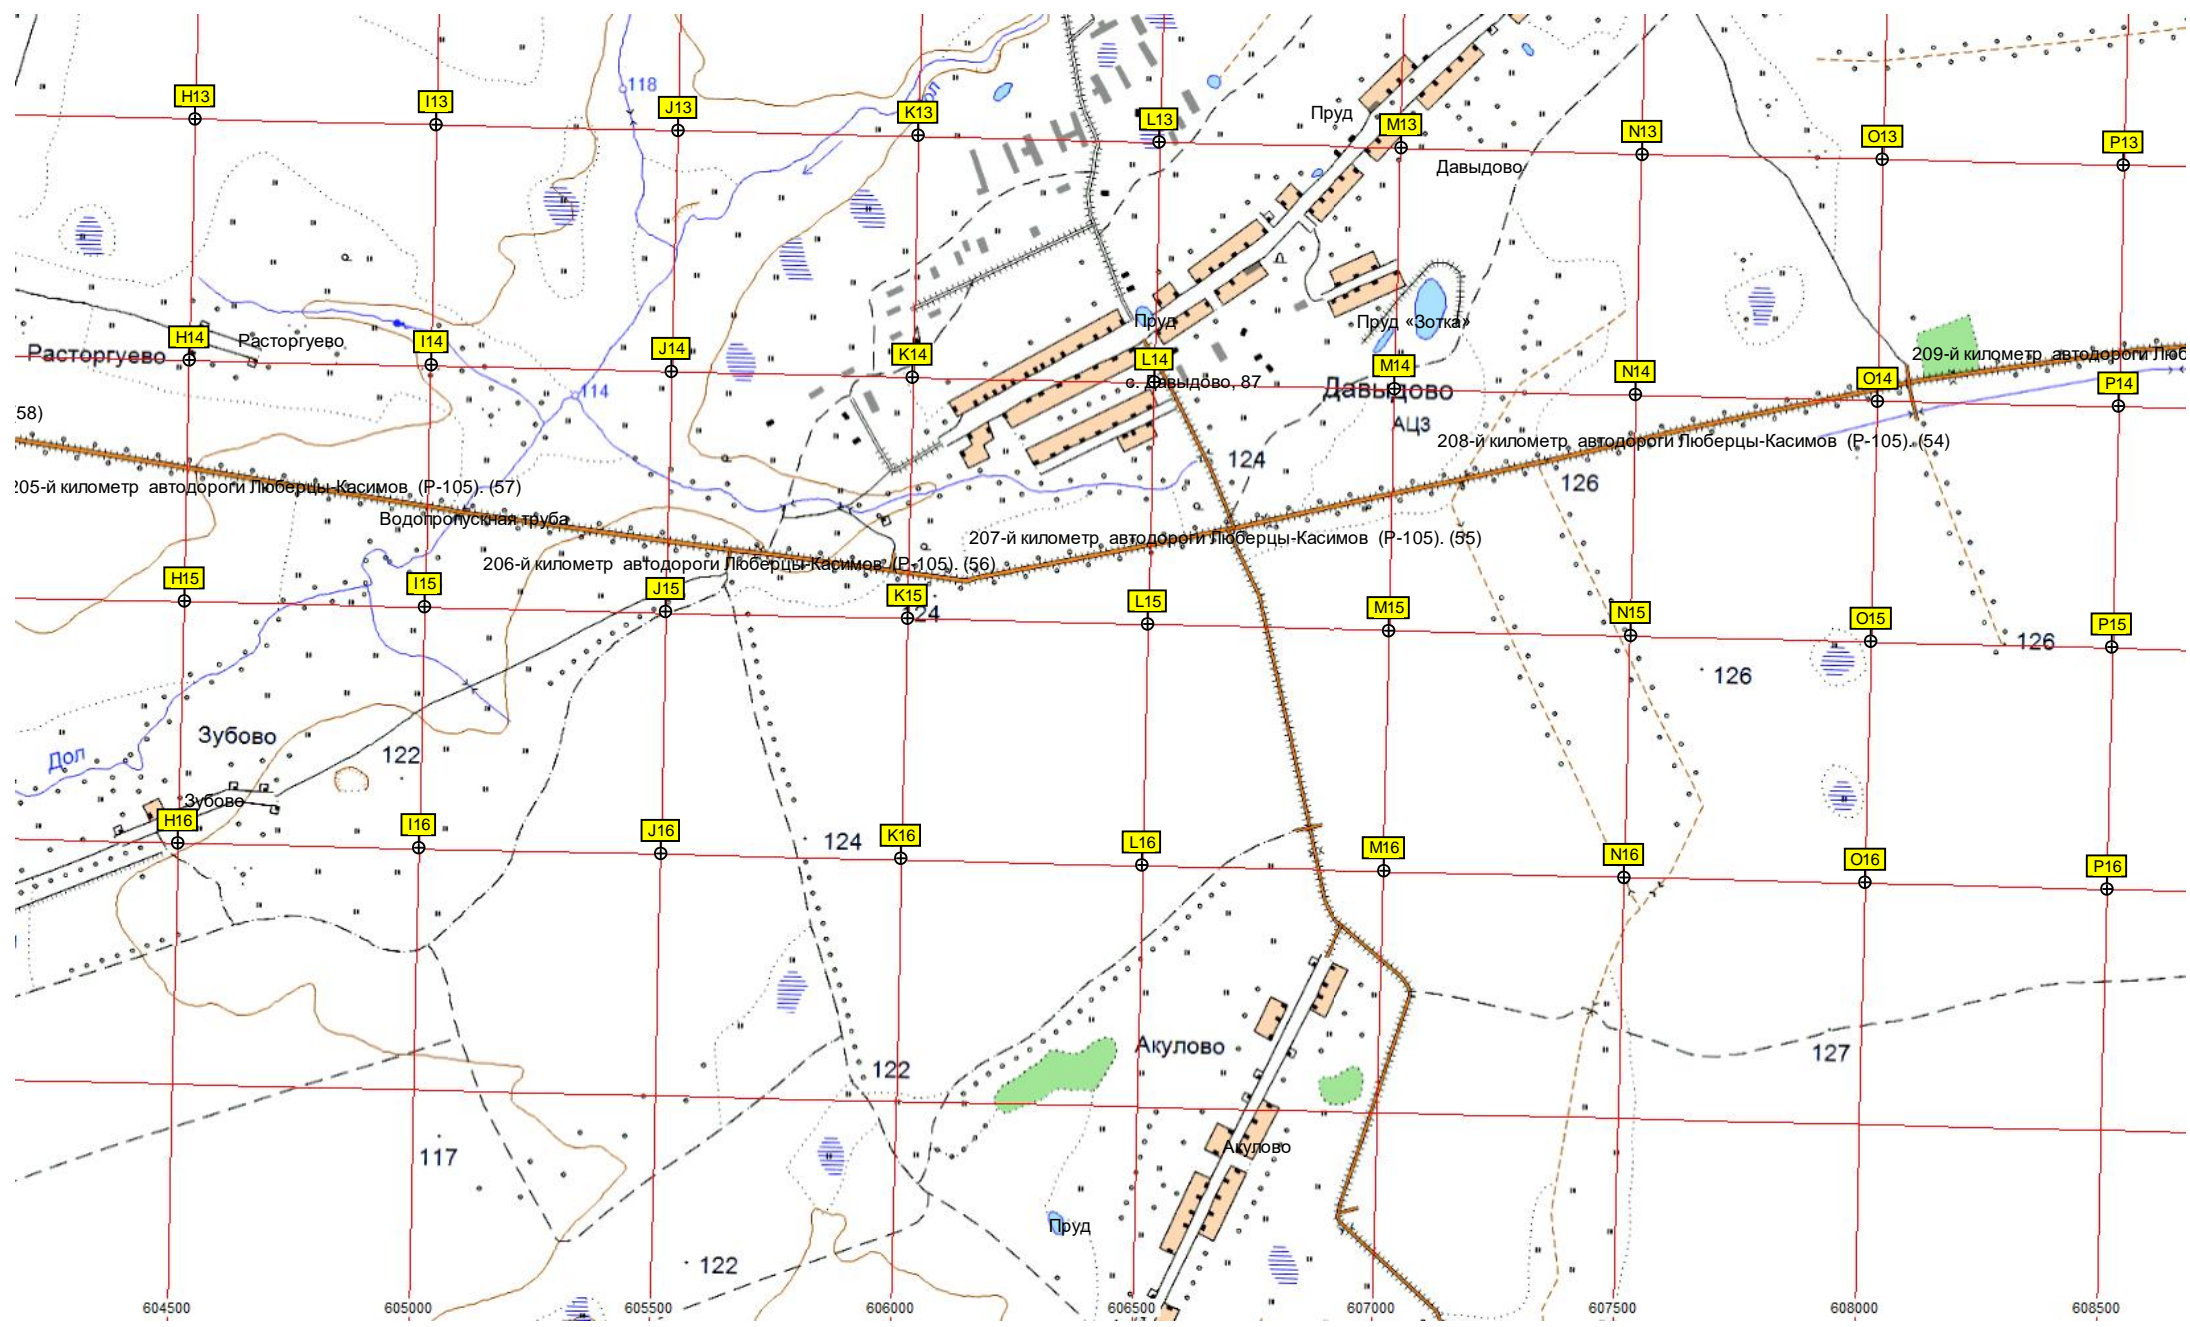 118
H13
I13
J13
K13
L13
Пруд
M13
N13
O13
P13
Давыдово
H14
Расторгуево
Расторгуево
I14
J14
K14
Пруд
L14
Пруд «Зотка»
M14
N14
O14
209-й километр автодороги Люб
P14
114
с. Давыдово, 87
Давыдово
АЦЗ
58)
124
208-й километр автодороги Люберцы-Касимов (Р-105). (54)
126
205-й километр автодороги Люберцы-Касимов (Р-105). (57)
Водопропускная труба
207-й километр автодороги Люберцы-Касимов (Р-105). (55)
206-й километр автодороги Люберцы-Касимов (Р-105). (56)
H15
I15
J15
K15
124
L15
M15
N15
O15
P15
126
126
Зубово
Дол
122
Зубово
H16
I16
J16
124
K16
L16
M16
N16
O16
P16
Акулово
127
122
117
Акулово
Пруд
122
604500
605000
605500
606000
606500
607000
607500
608000
608500